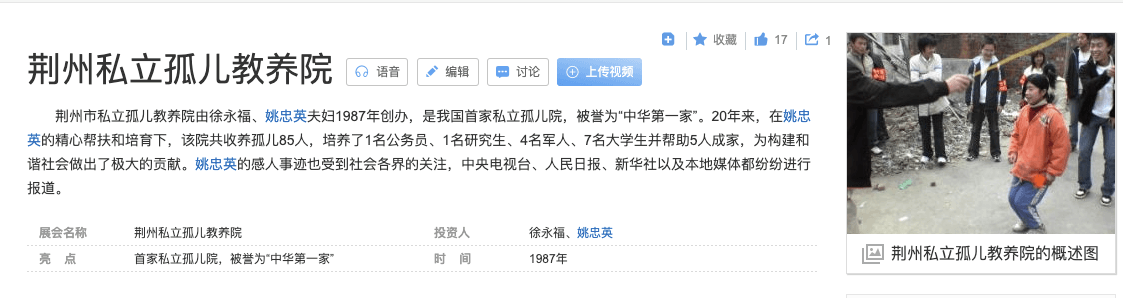 收藏 17 1
荆州私立孤儿教养院 语音 编辑 讨论 上传视频
荆州市私立孤儿教养院由徐永福、姚忠英夫妇1987年创办，是我国首家私立孤儿院，被誉为“中华第一家”。20年来，在姚忠
英的精心帮扶和培育下，该院共收养孤儿85人，培养了1名公务员、1名研究生、4名军人、7名大学生并帮助5人成家，为构建和
谐社会做出了极大的贡献。姚忠英的感人事迹也受到社会各界的关注，中央电视台、人民日报、新华社以及本地媒体都纷纷进行
报道。
展会名称 荆州私立孤儿教养院 投资人 徐永福、姚忠英
亮 点 首家私立孤儿院，被誉为“中华第一家” 时 间 1987年
荆州私立孤儿教养院的概述图